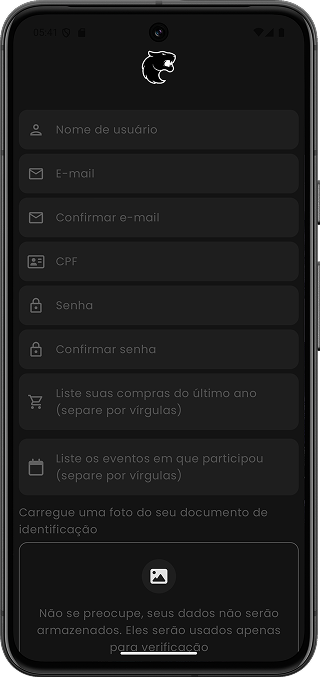 05:41
Nome de usuário
E-mail
Confirmar e-mail
CPF
Senha
Confirmar senha
Liste suas compras do último ano
(separe por vírgulas)
Liste os eventos em que participou
(separe por vírgulas)
Carregue uma foto do seu documento de
identificação
Não se preocupe, seus dados não serão
armazenados. Eles serão usados apenas
para verificação